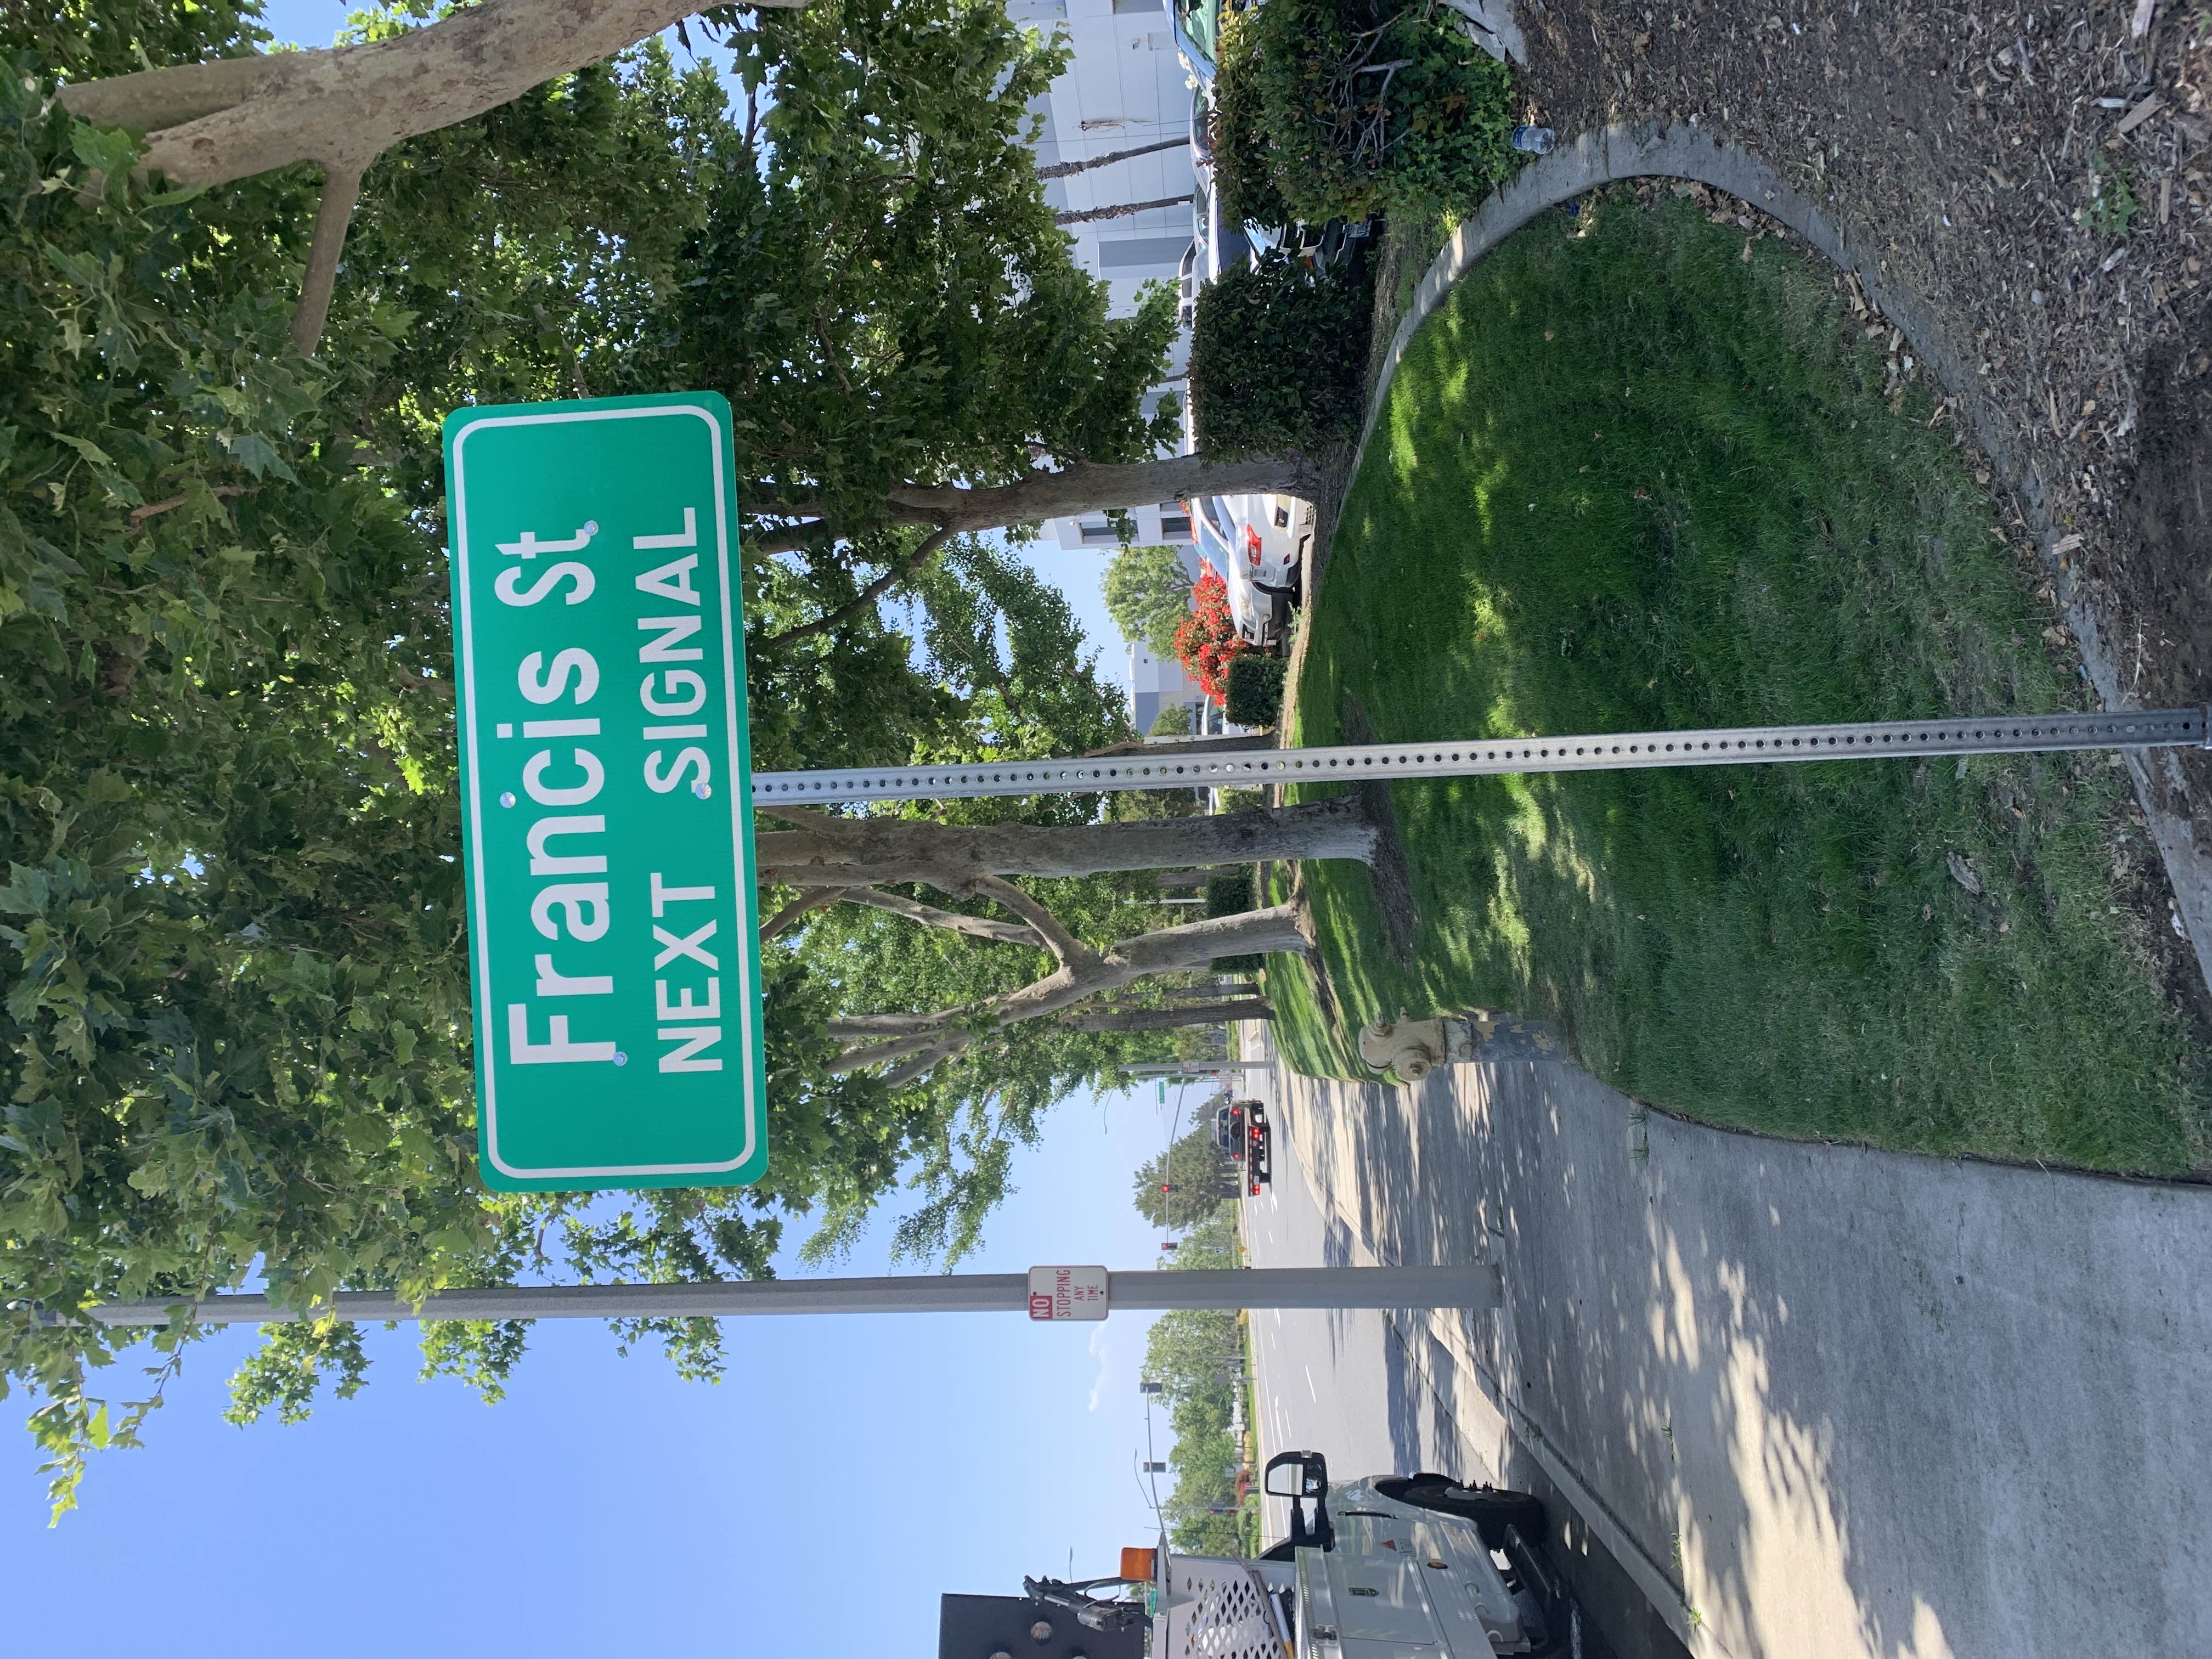 Francis St
NEXT SIGNAL
NO
STOPPING
ANY
TIME